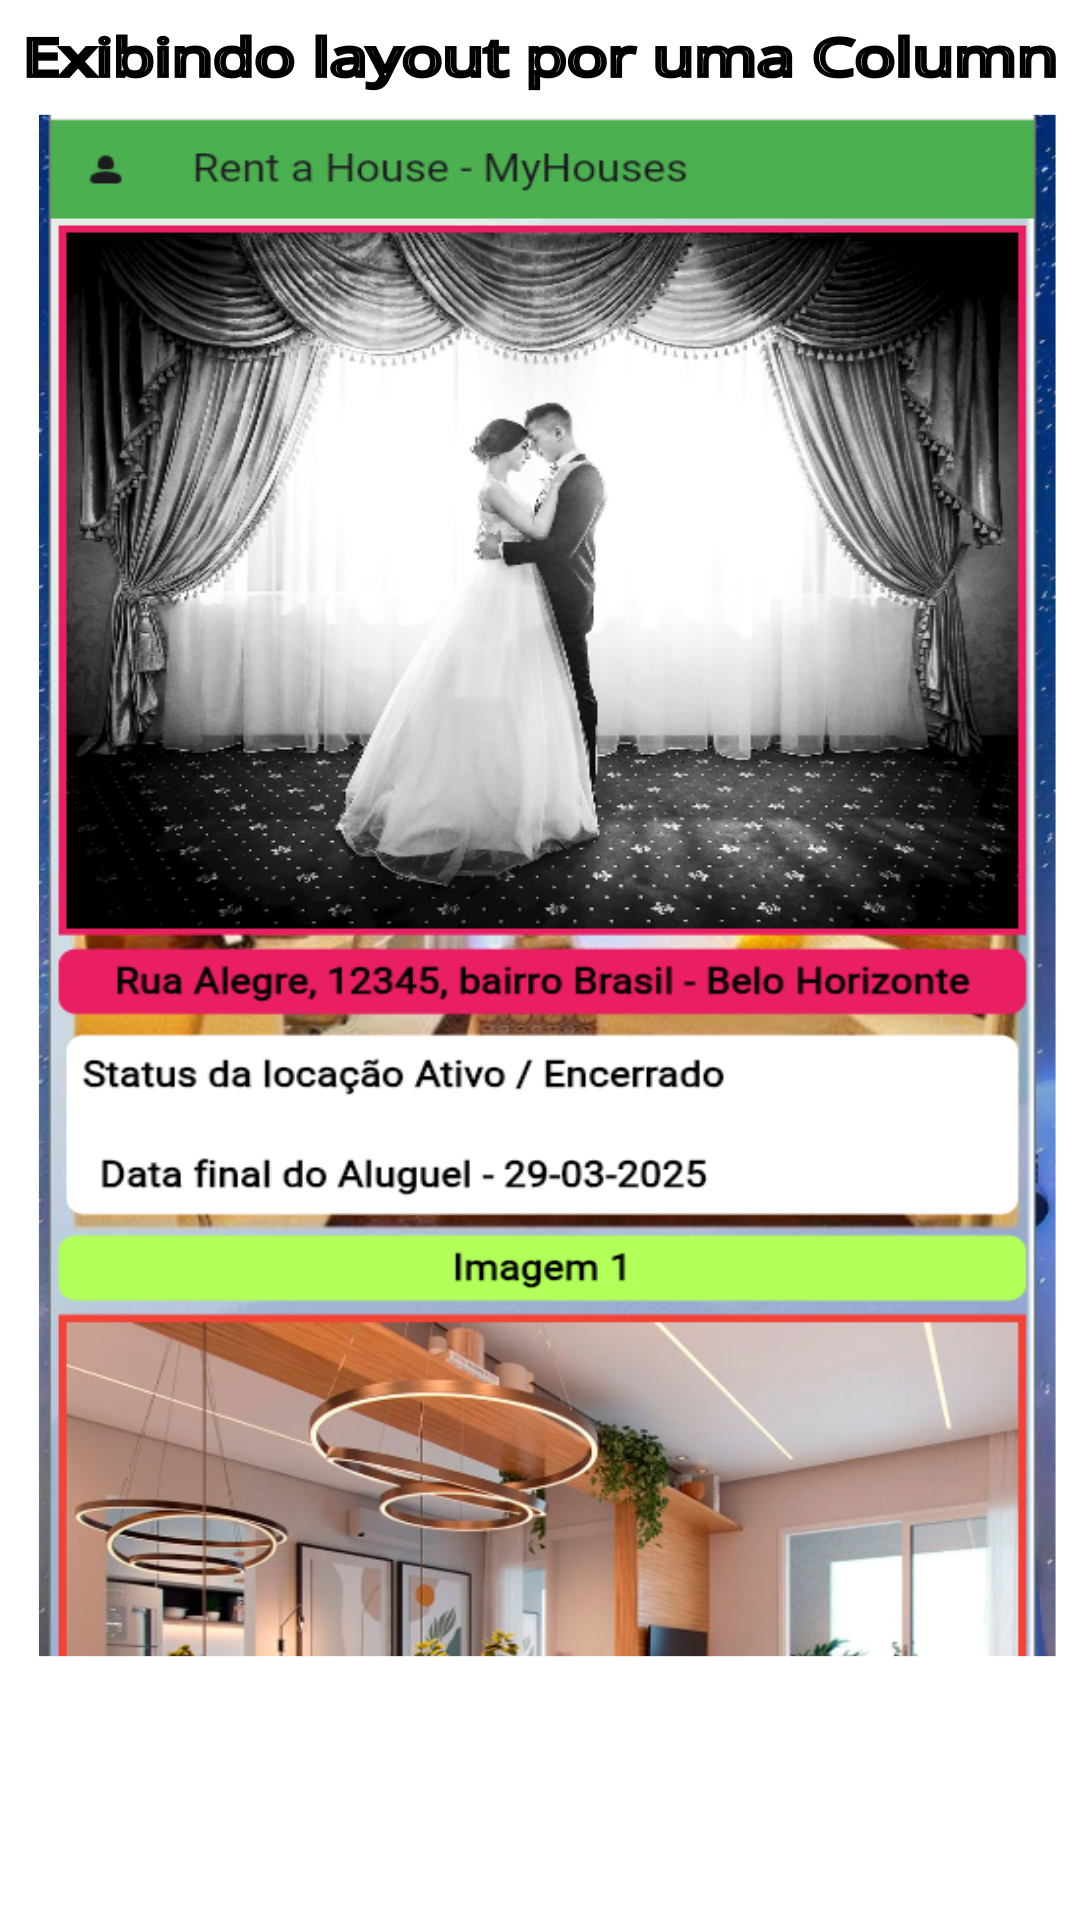 Exibindo layout por uma Column
Rent a House - MyHouses
Rua Alegre, 12345, bairro Brasil - Belo Horizonte
Status da locação Ativo / Encerrado
Data final do Aluguel - 29-03-2025
Imagem 1